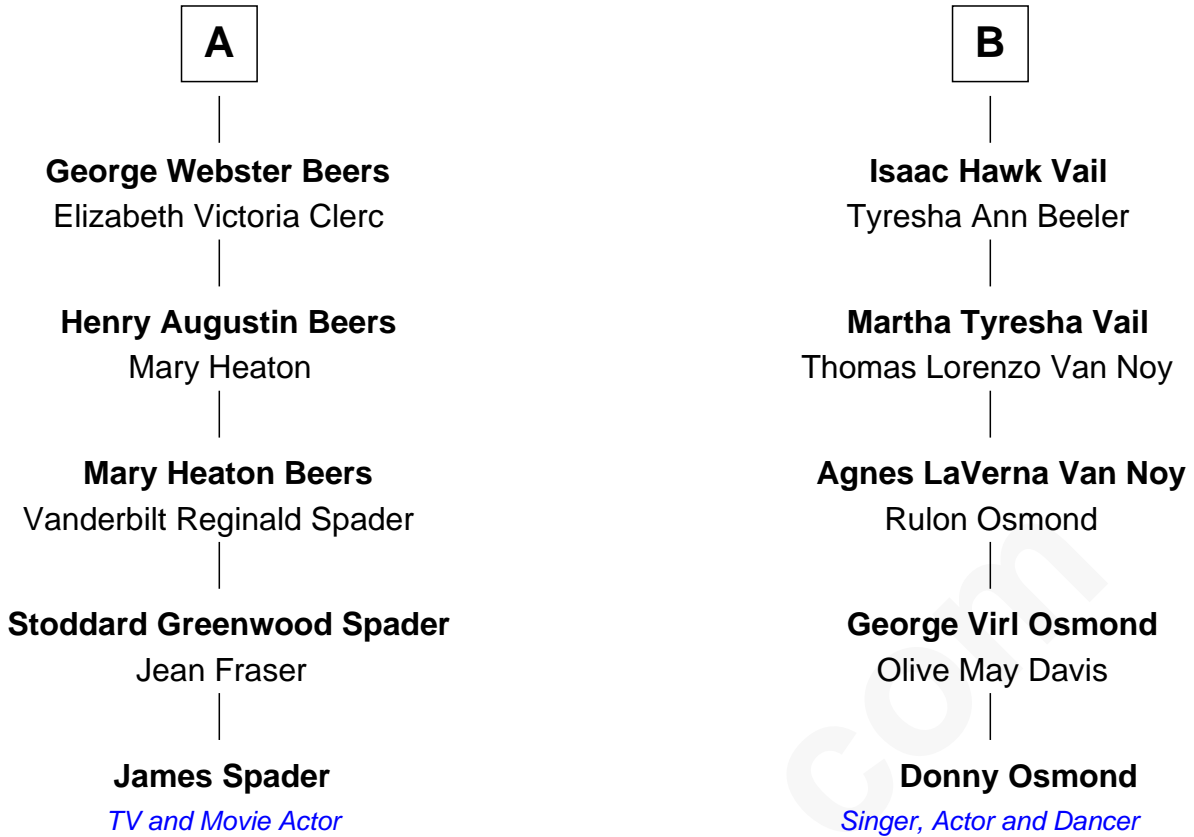 A
George Webster Beers
Elizabeth Victoria Clerc
Henry Augustin Beers
Mary Heaton
Mary Heaton Beers
Vanderbilt Reginald Spader
Stoddard Greenwood Spader
Jean Fraser
James Spader
TV and Movie Actor
B
Isaac Hawk Vail
Tyresha Ann Beeler
Martha Tyresha Vail
Thomas Lorenzo Van Noy
Agnes LaVerna Van Noy
Rulon Osmond
George Virl Osmond
Olive May Davis
Donny Osmond
Singer, Actor and Dancer
com